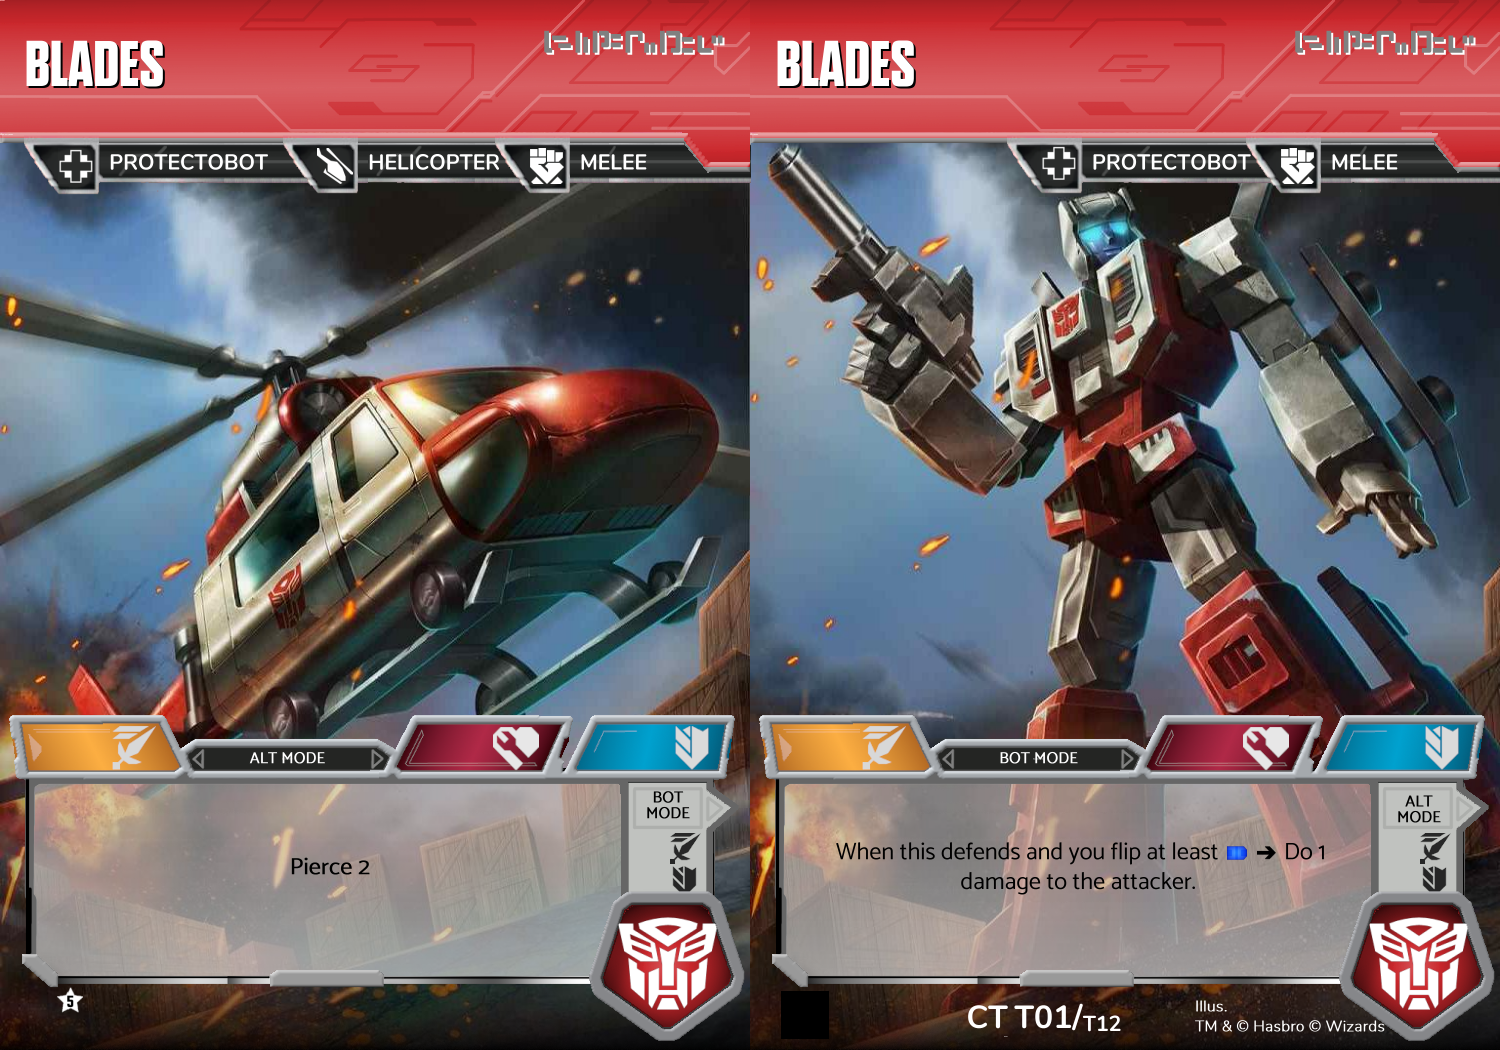 BLADES
PROTECTOBOT HELICOPTER MELEE
ALT MODE
BOT
MODE
Pierce 2
5
BLADES
PROTECTOBOT MELEE
BOT MODE
ALT
MODE
When this defends and you flip at least → Do 1
damage to the attacker.
CT T01/T12
Illus.
TM & © Hasbro © Wizards